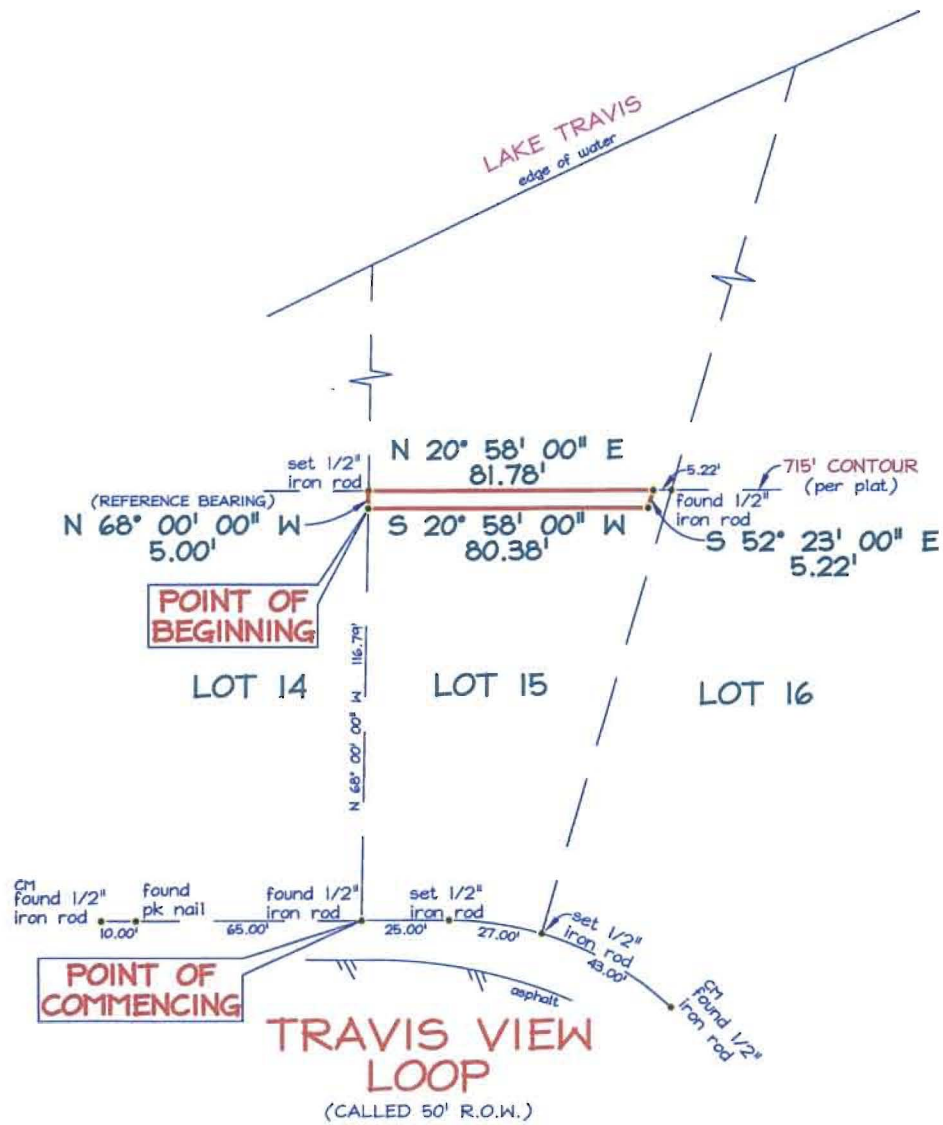 LAKE TRAVIS
edge of water
N 20° 58' 00" E
81.78'
set 1/2"
iron rod
5.22'
715' CONTOUR
(per plat)
(REFERENCE BEARING)
N 68° 00' 00" W
5.00'
S 20° 58' 00" W
80.38'
found 1/2"
iron rod
S 52° 23' 00" E
5.22'
POINT OF
BEGINNING
N 68° 00' 00" W 116.79'
LOT 14
LOT 15
LOT 16
CM
found 1/2"
iron rod
10.00'
found
pk nail
65.00'
found 1/2"
iron rod
25.00'
set 1/2"
iron rod
27.00'
set 1/2"
iron rod
43.00'
CM
found 1/2"
iron rod
POINT OF
COMMENCING
asphalt
TRAVIS VIEW
LOOP
(CALLED 50' R.O.W.)